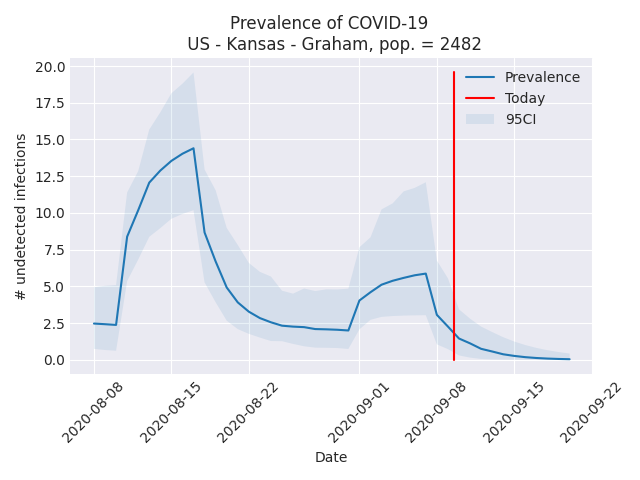 Prevalence of COVID-19
US - Kansas - Graham, pop. = 2482
20.0
17.5
15.0
12.5
10.0
7.5
5.0
2.5
0.0
# undetected infections
Prevalence
Today
95CI
2020-08-08
2020-08-15
2020-08-22
2020-09-01
2020-09-08
2020-09-15
2020-09-22
Date